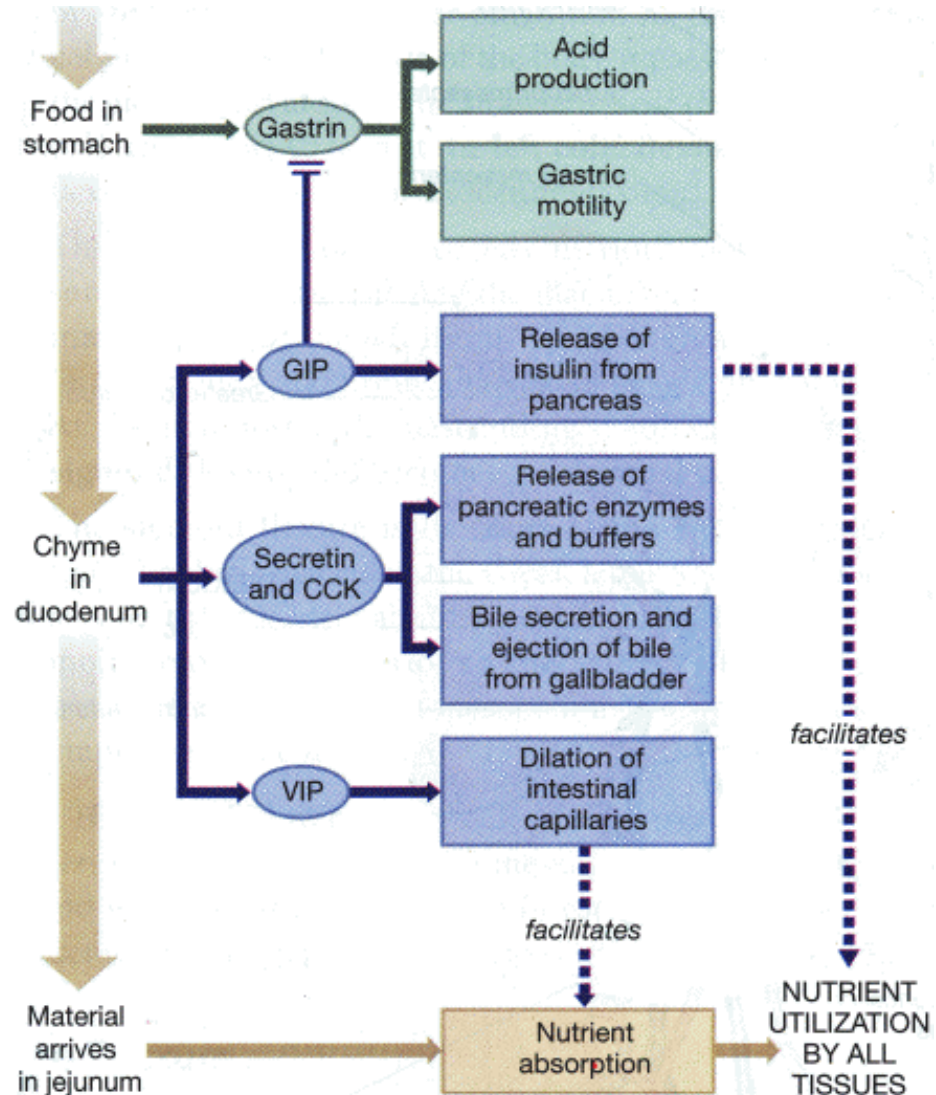 Food in
stomach
Gastrin
Acid
production
Gastric
motility
GIP
Release of
insulin from
pancreas
Chyme
in
duodenum
Secretin
and CCK
Release of
pancreatic enzymes
and buffers
Bile secretion and
ejection of bile
from gallbladder
VIP
Dilation of
intestinal
capillaries
facilitates
facilitates
Material
arrives
in jejunum
Nutrient
absorption
NUTRIENT
UTILIZATION
BY ALL
TISSUES